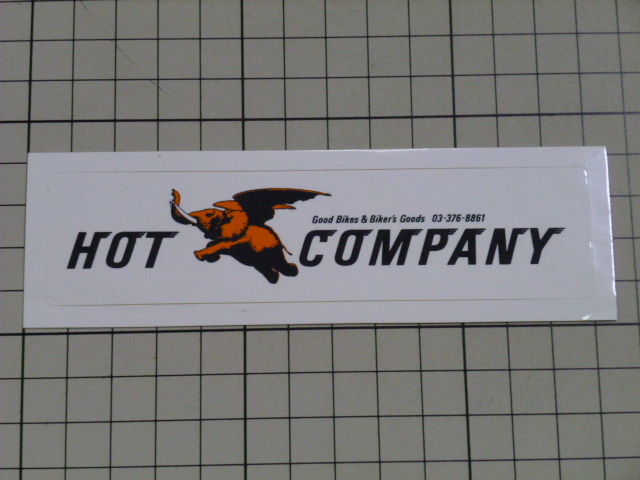 Good Bikes & Biker's Goods 03-376-8861
HOT COMPANY